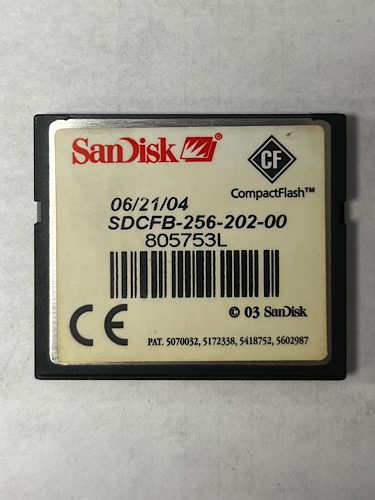 SanDisk
CF
CompactFlash™
06/21/04
SDCFB-256-202-00
805753L
© 03 SanDisk
CE
PAT. 5070032, 5172338, 5418752, 5602987